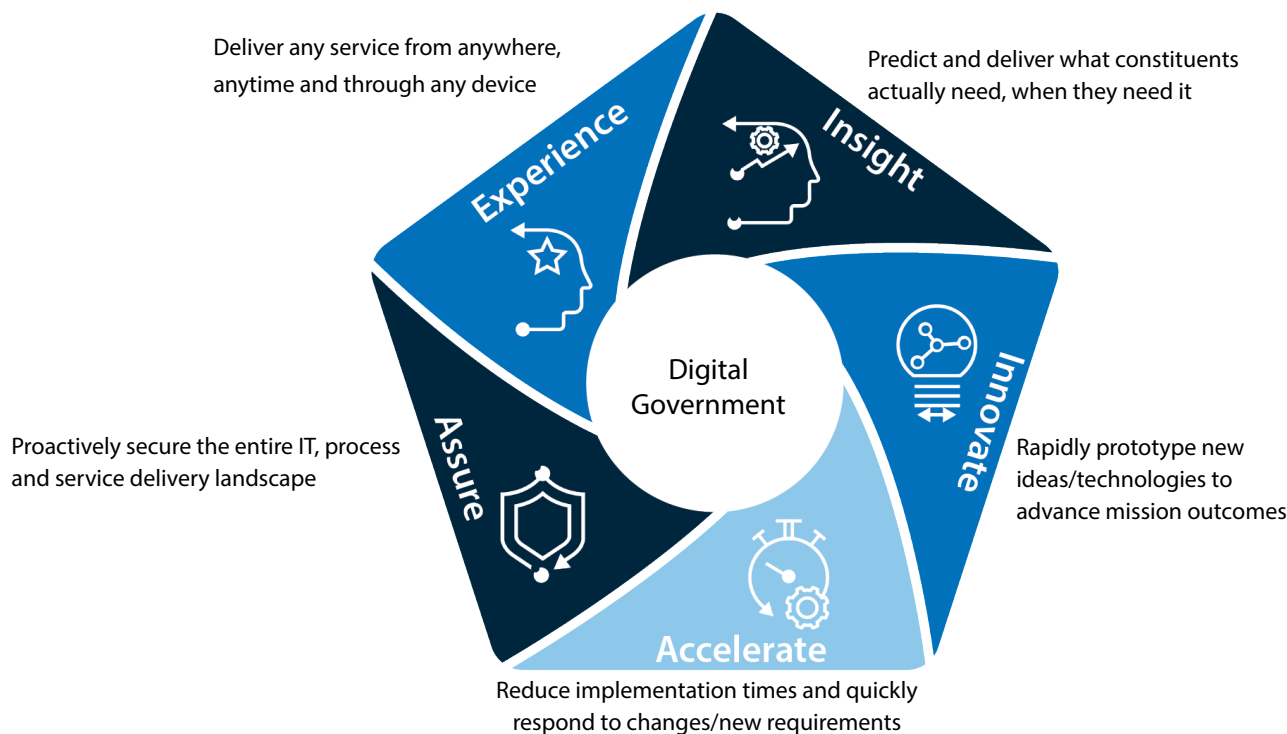 Deliver any service from anywhere,
anytime and through any device
Predict and deliver what constituents
actually need, when they need it
Experience
Insight
Digital
Government
Innovate
Assure
Proactively secure the entire IT, process
and service delivery landscape
Rapidly prototype new
ideas/technologies to
advance mission outcomes
Accelerate
Reduce implementation times and quickly
respond to changes/new requirements